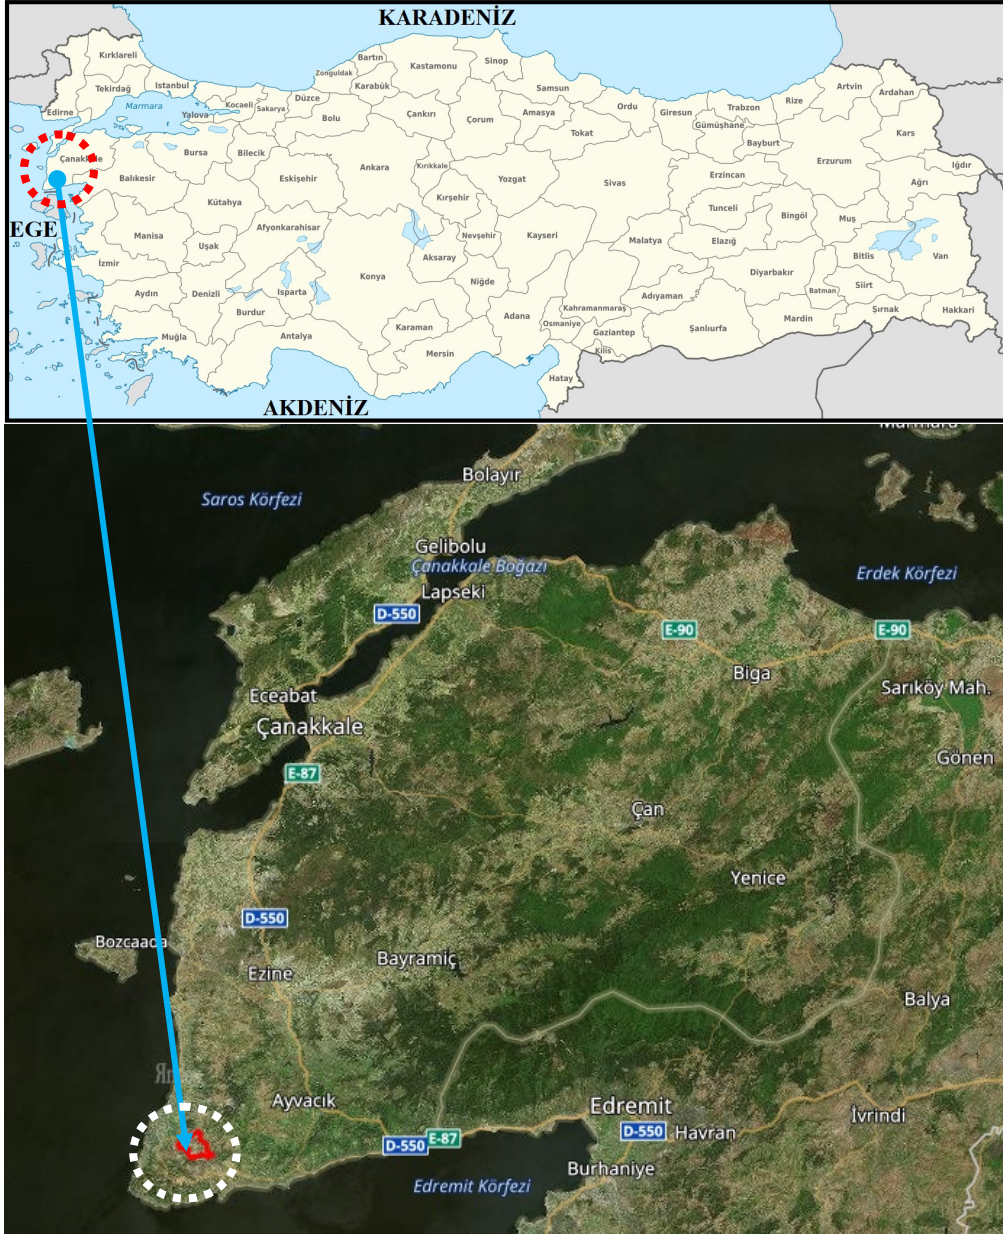 KARADENİZ
Kırklareli
Tekirdağ
Istanbul
Edirne
Marmara
Yalova
Kocaeli
Sakarya
Düzce
Zonguldak
Bartın
Karabük
Kastamonu
Sinop
Samsun
Ordu
Giresun
Trabzon
Rize
Artvin
Ardahan
Gümüşhane
Bayburt
Kars
Iğdır
Ağrı
Erzurum
Erzincan
Tokat
Amasya
Çorum
Çankırı
Bolu
Çanakkale
Balıkesir
Bursa
Bilecik
Eskişehir
Ankara
Kırıkkale
Yozgat
Sivas
Tunceli
Bingöl
Muş
Kütahya
Kırşehir
EGE
Manisa
Uşak
Afyonkarahisar
Nevşehir
Kayseri
Malatya
Elazığ
Bitlis
Van
İzmir
Konya
Aksaray
Niğde
Diyarbakır
Batman
Siirt
Aydın
Denizli
Isparta
Burdur
Kahramanmaraş
Adıyaman
Mardin
Şırnak
Hakkari
Muğla
Antalya
Karaman
Adana
Osmaniye
Gaziantep
Şanlıurfa
Mersin
Kilis
Hatay
AKDENİZ
Bolayır
Saros Körfezi
Gelibolu
Çanakkale Boğazı
Erdek Körfezi
Lapseki
D-550
E-90
E-90
Biga
Eceabat
Sarıköy Mah.
Çanakkale
Gönen
E-87
Çan
Yenice
D-550
Bozcaada
Bayramiç
Ezine
Balya
Ayvacık
Edremit
İvrindi
D-550
E-87
D-550
Havran
Burhaniye
Edremit Körfezi